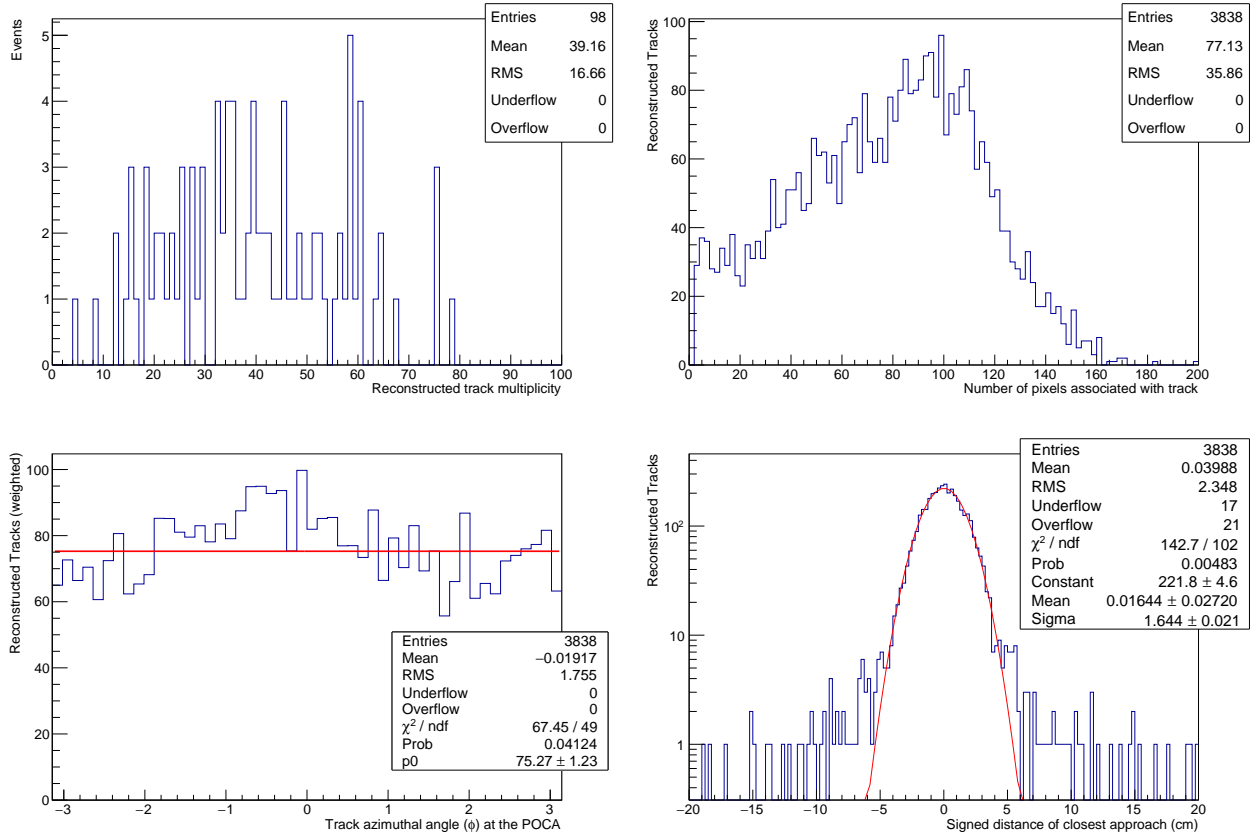 Entries 98
Mean 39.16
RMS 16.66
Underflow 0
Overflow 0
Events
5
4
3
2
1
0
0 10 20 30 40 50 60 70 80 90 100
Reconstructed track multiplicity
Entries 3838
Mean 77.13
RMS 35.86
Underflow 0
Overflow 0
Reconstructed Tracks
100
80
60
40
20
0
0 20 40 60 80 100 120 140 160 180 200
Number of pixels associated with track
Reconstructed Tracks (weighted)
100
80
60
40
20
0
Entries 3838
Mean −0.01917
RMS 1.755
Underflow 0
Overflow 0
χ² / ndf 67.45 / 49
Prob 0.04124
p0 75.27 ± 1.23
−3 −2 −1 0 1 2 3
Track azimuthal angle (ϕ) at the POCA
Entries 3838
Mean 0.03988
RMS 2.348
Underflow 17
Overflow 21
χ² / ndf 142.7 / 102
Prob 0.00483
Constant 221.8 ± 4.6
Mean 0.01644 ± 0.02720
Sigma 1.644 ± 0.021
Reconstructed Tracks
10²
10
1
−20 −15 −10 −5 0 5 10 15 20
Signed distance of closest approach (cm)